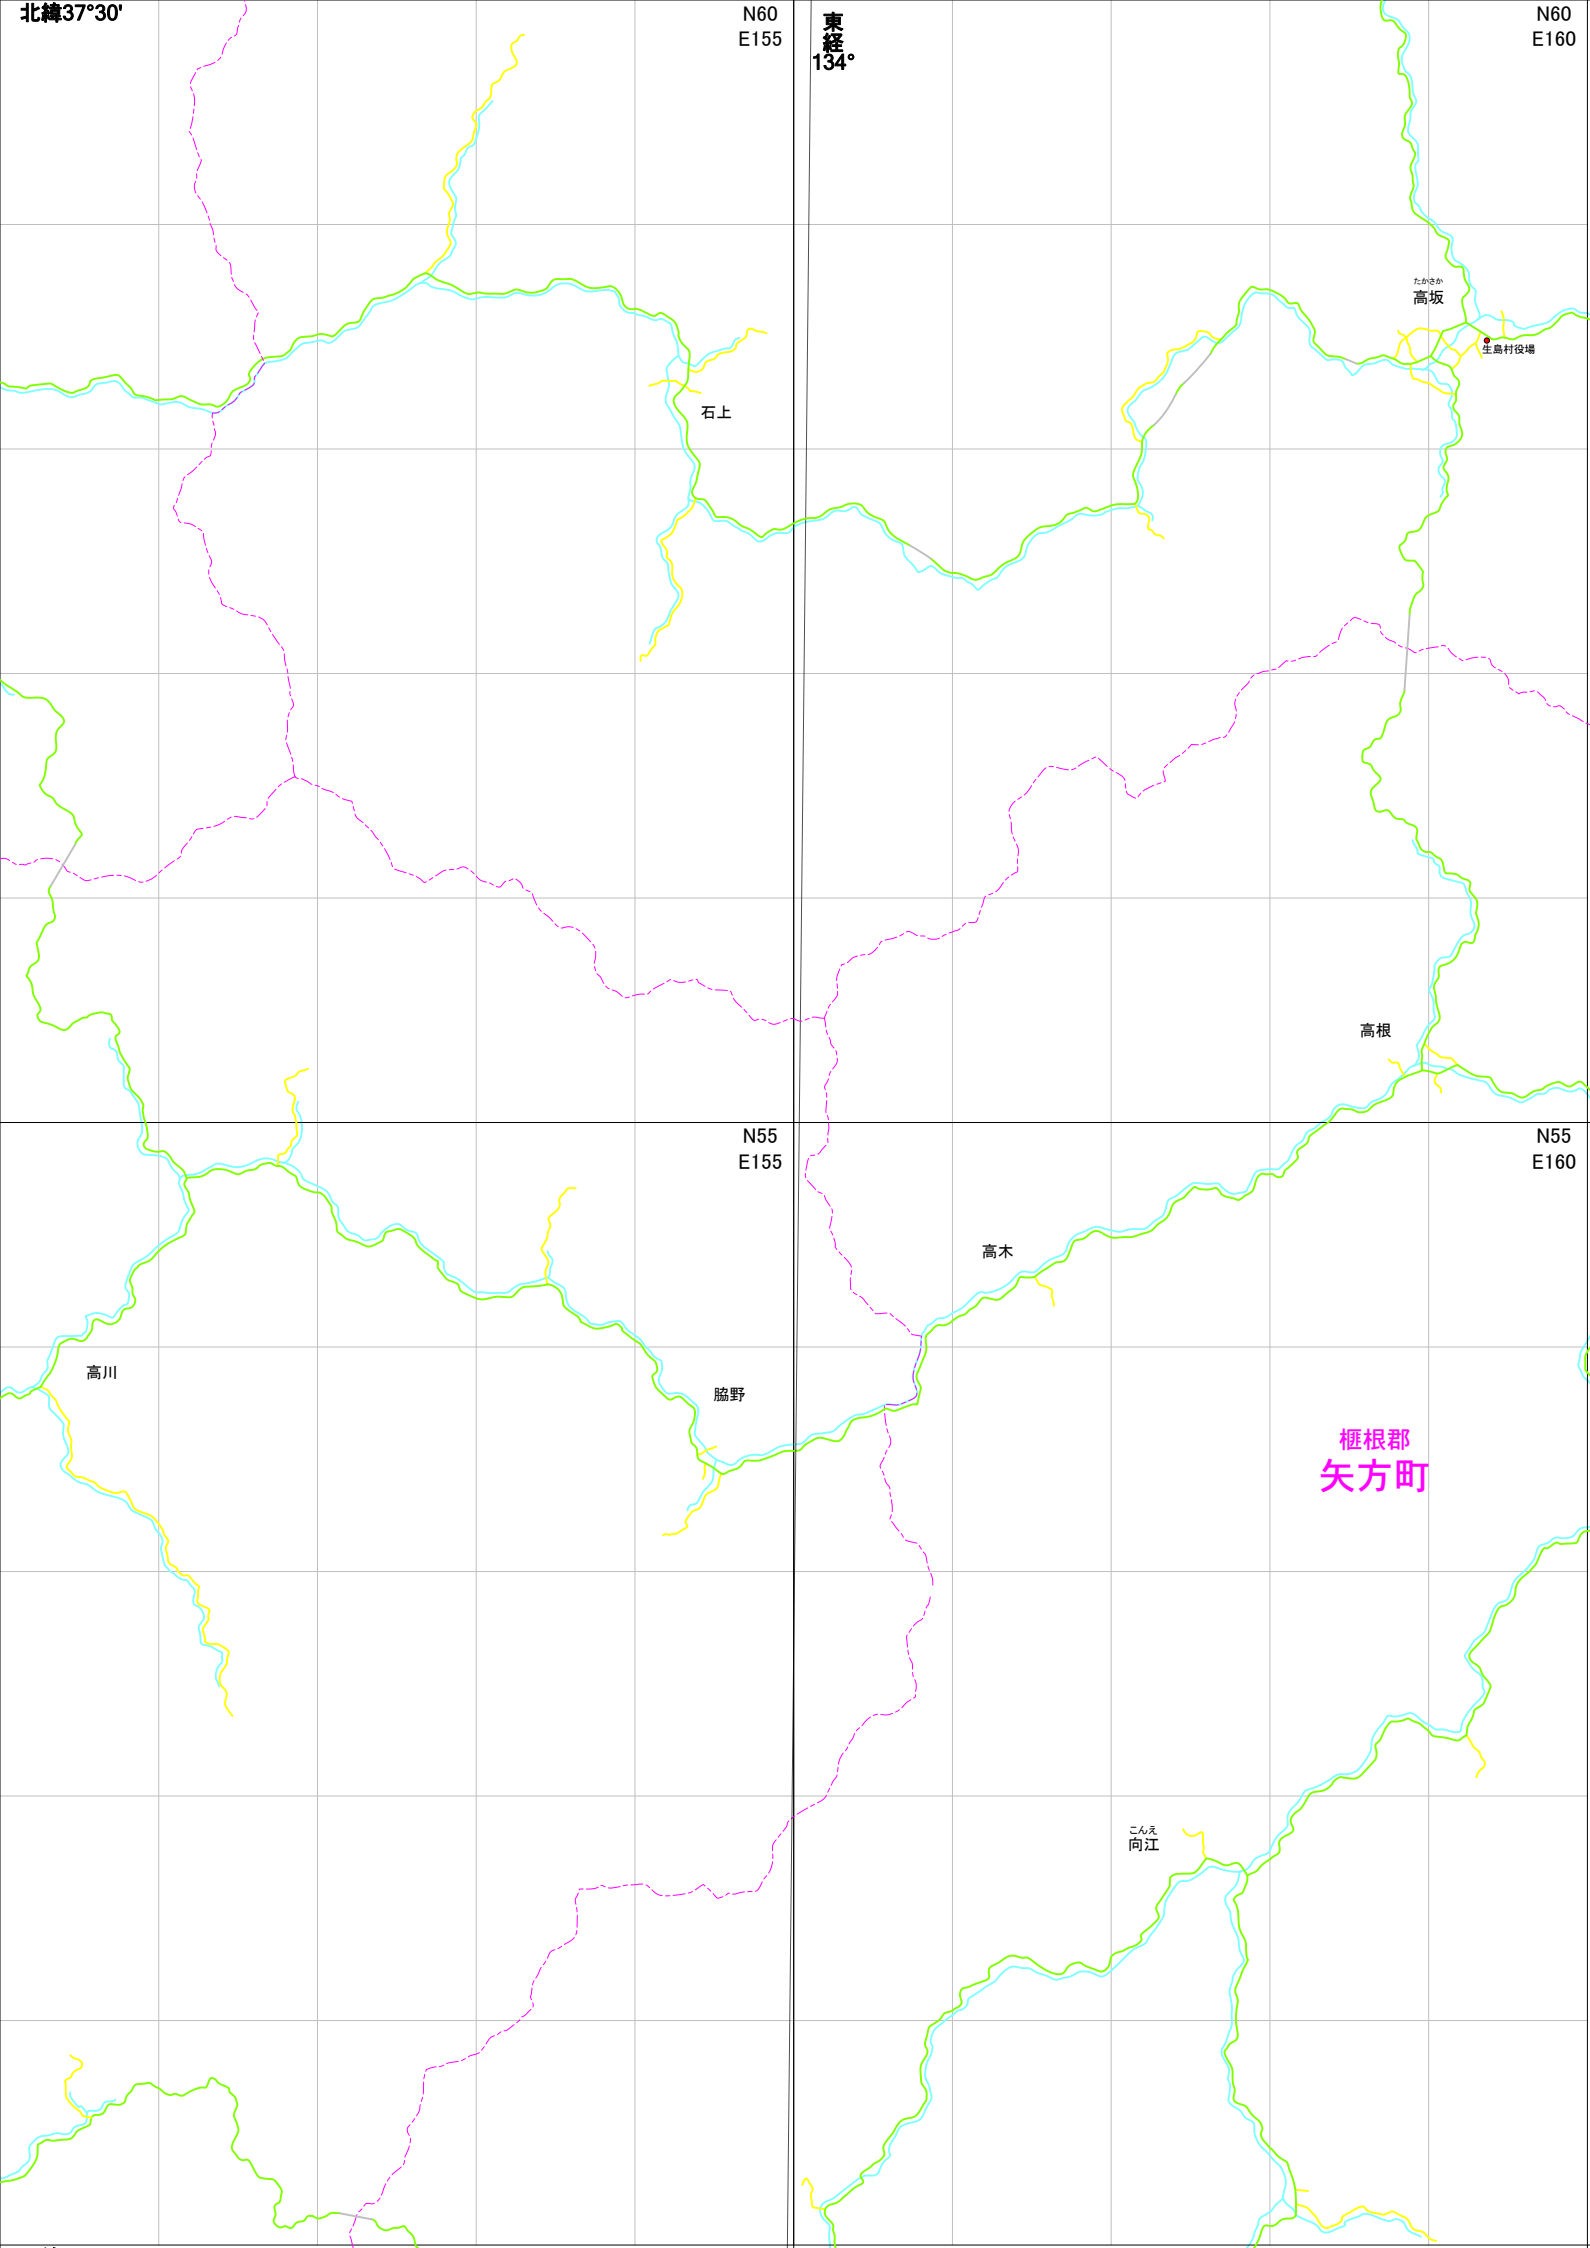 北緯37°30'
N60
E155
東経
134°
N60
E160
たかさか
高坂
生島村役場
石上
高根
N55
E155
N55
E160
高木
高川
脇野
榧根郡
矢方町
こんえ
向江